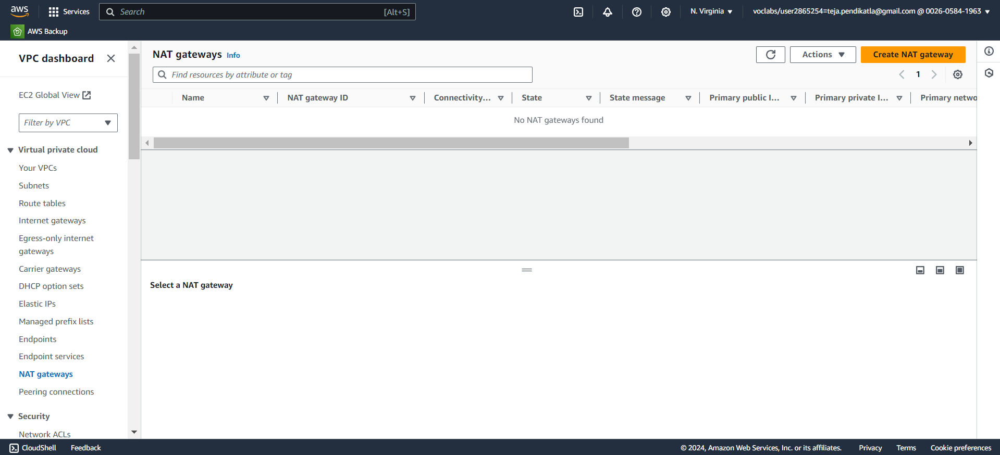 aws
Services
Search
[Alt+S]
N. Virginia
voclabs/user2865254=teja.pendikatla@gmail.com @ 0026-0584-1963
AWS Backup
VPC dashboard
EC2 Global View
Filter by VPC
Virtual private cloud
Your VPCs
Subnets
Route tables
Internet gateways
Egress-only internet
gateways
Carrier gateways
DHCP option sets
Elastic IPs
Managed prefix lists
Endpoints
Endpoint services
NAT gateways
Peering connections
Security
Network ACLs
NAT gateways Info
Actions
Create NAT gateway
Find resources by attribute or tag
1
Name
NAT gateway ID
Connectivity...
State
State message
Primary public I...
Primary private I...
Primary netwo
No NAT gateways found
Select a NAT gateway
CloudShell
Feedback
© 2024, Amazon Web Services, Inc. or its affiliates.
Privacy
Terms
Cookie preferences